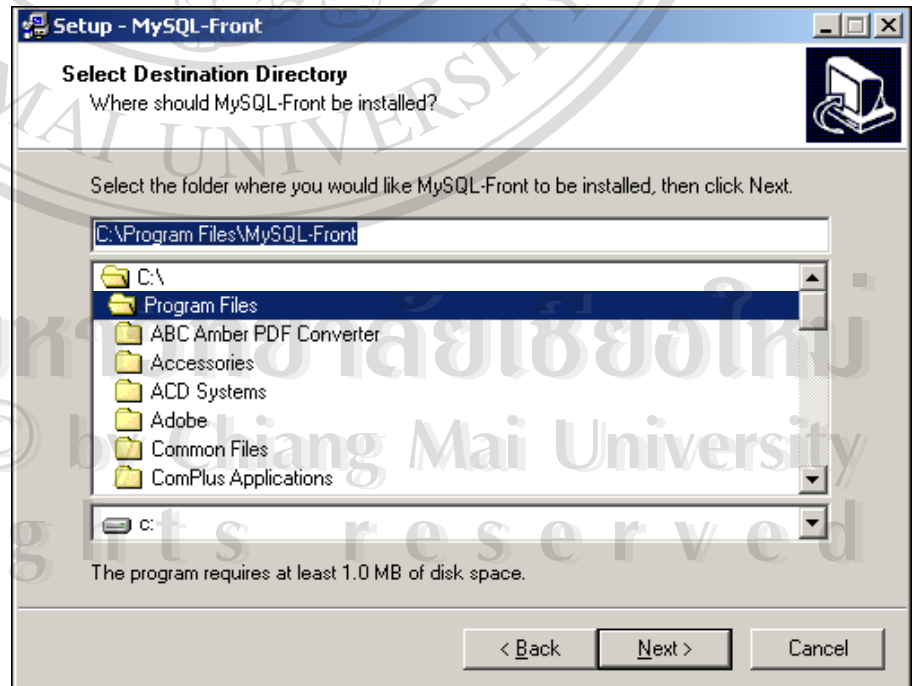 Setup - MySQL-Front
Select Destination Directory
Where should MySQL-Front be installed?
MAI UNIVERSITY
Select the folder where you would like MySQL-Front to be installed, then click Next.
C:\Program Files\MySQL-Front
C:\
Program Files
ABC Amber PDF Converter
Accessories
ACD Systems
Adobe
Common Files
ComPlus Applications
© by Chiang Mai University
c:
reserved
The program requires at least 1.0 MB of disk space.
< Back
Next >
Cancel